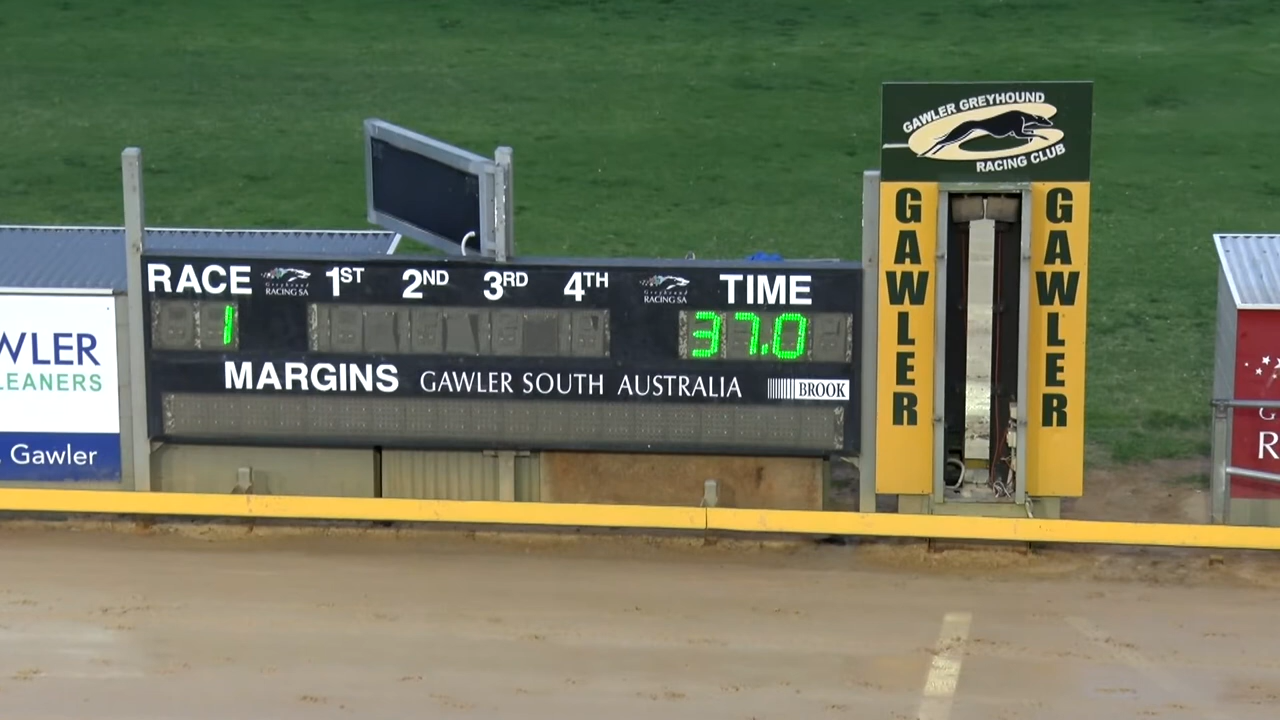 GAWLER GREYHOUND
RACING CLUB
GAWLER
GAWLER
RACE
Greyhound
RACING SA
1ST 2ND 3RD 4TH
Greyhound
RACING SA
TIME
1
37.0
MARGINS GAWLER SOUTH AUSTRALIA BROOK
WLER
LEANERS
Gawler
G
R